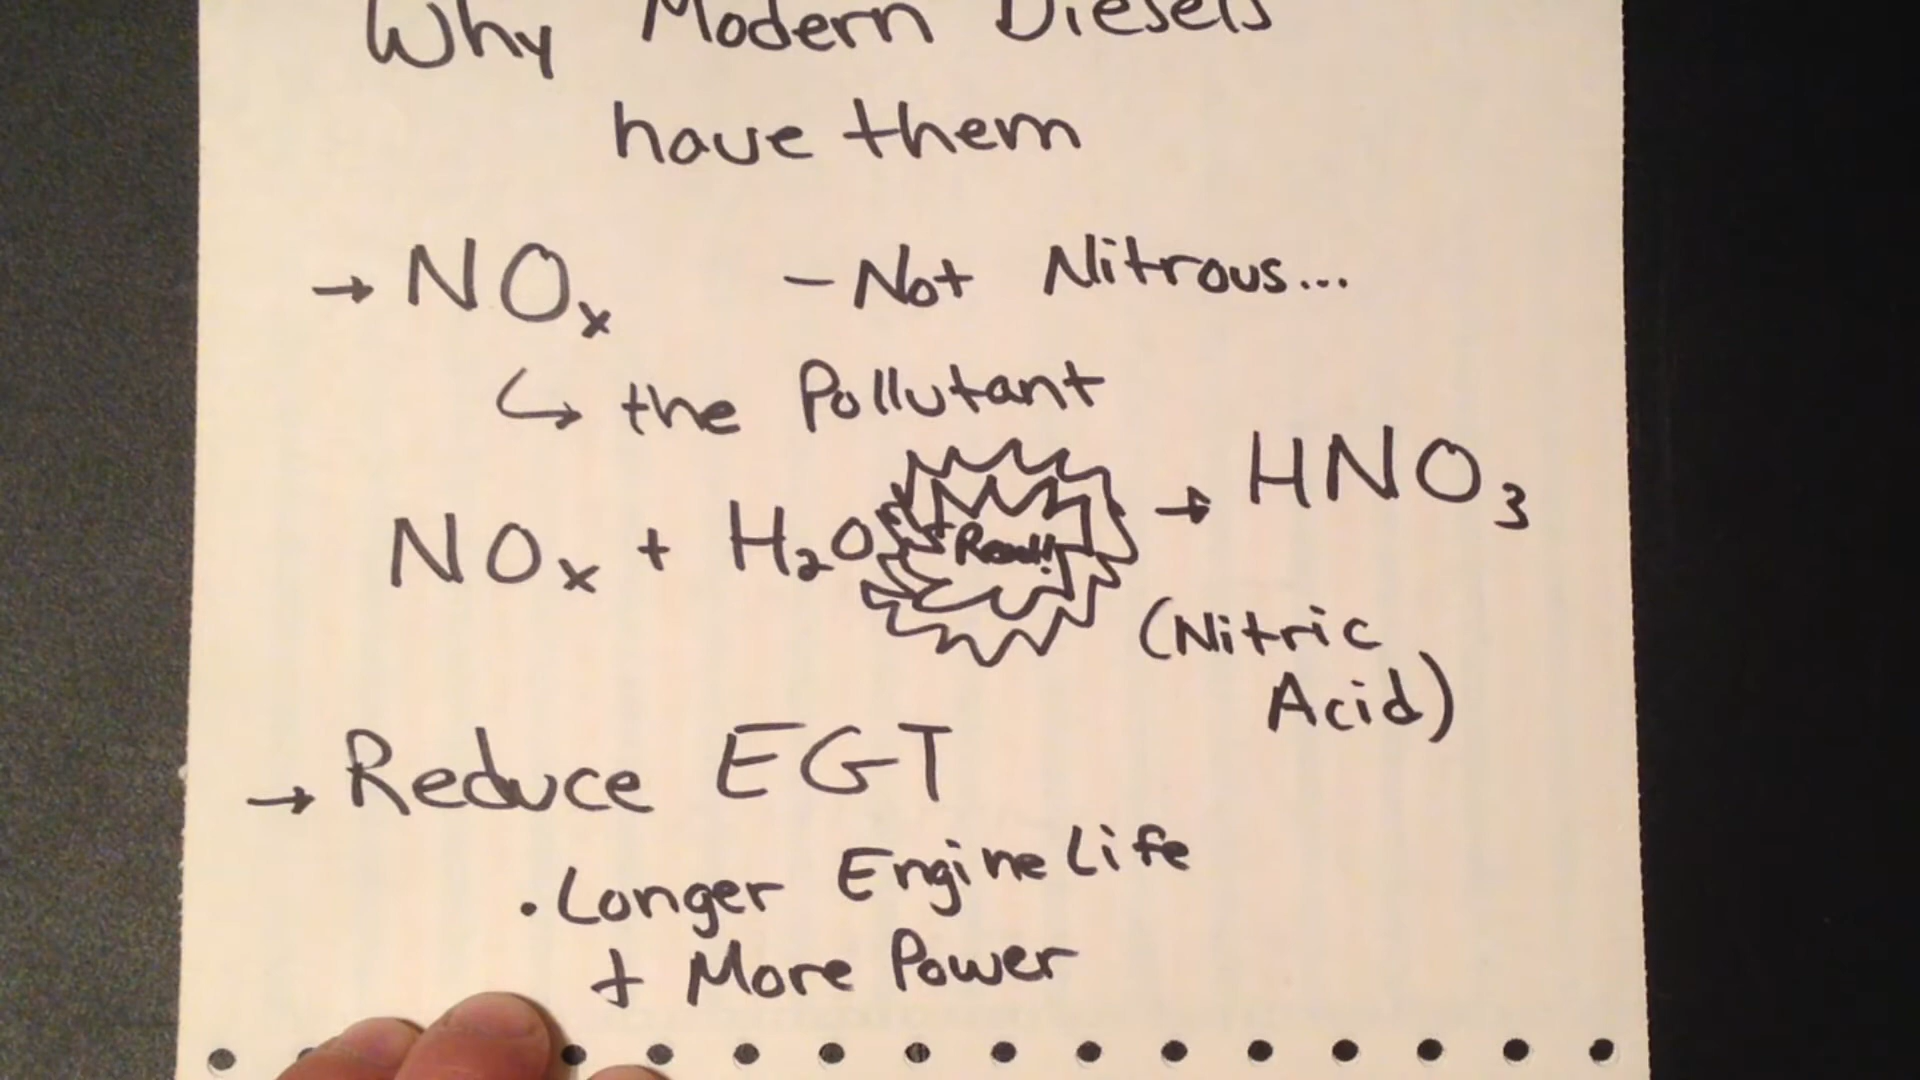 Why Modern Diesels
have them
→ NOx - Not Nitrous...
↳ the Pollutant
NOx + H2O → HNO3
(Nitric
Acid)
→ Reduce EGT
. Longer Engine Life
+ More Power